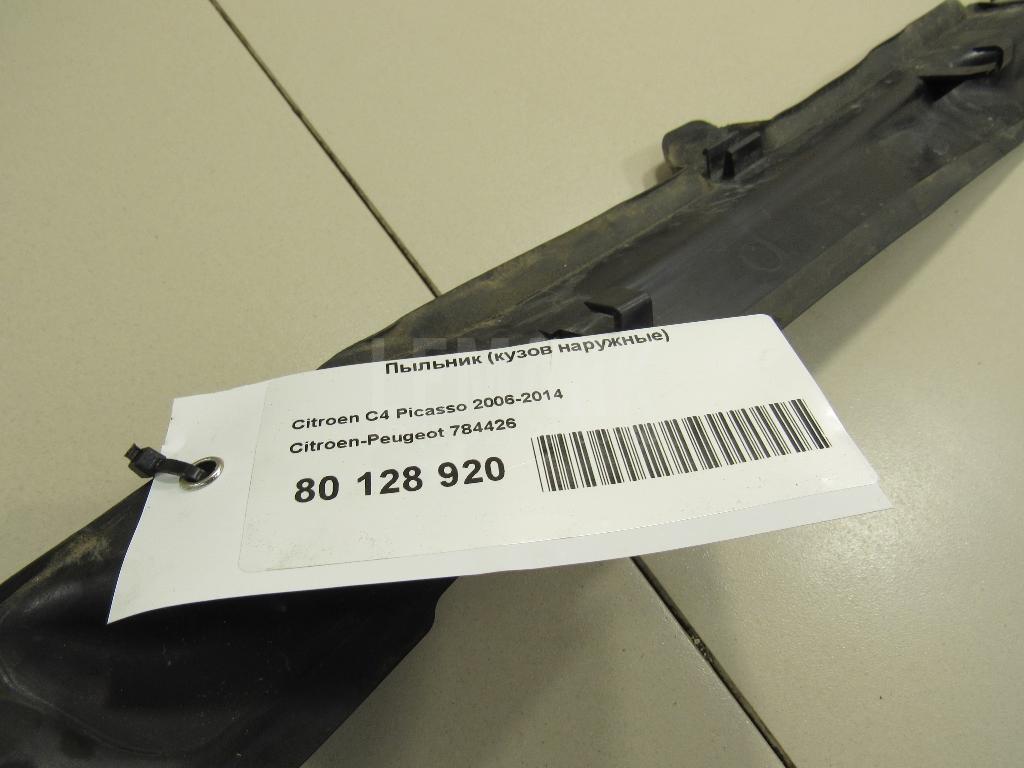 Пыльник (кузов наружные)
Citroen C4 Picasso 2006-2014
Citroen-Peugeot 784426
80 128 920